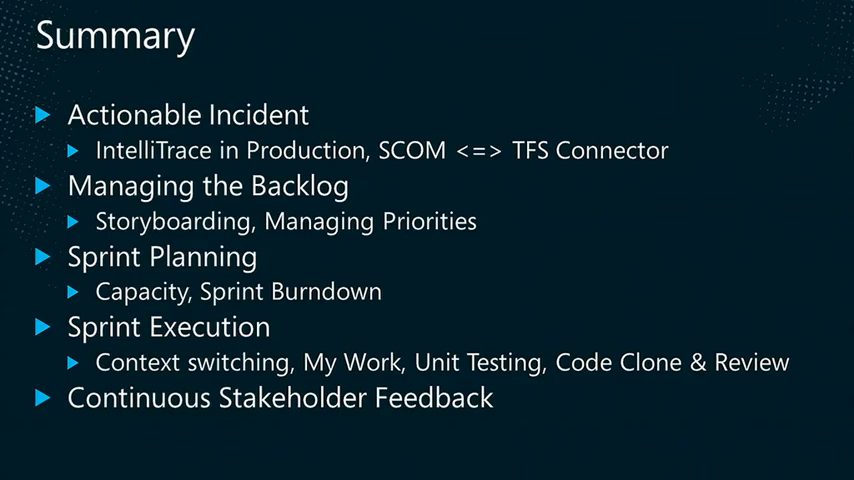 Summary
Actionable Incident
IntelliTrace in Production, SCOM <=> TFS Connector
Managing the Backlog
Storyboarding, Managing Priorities
Sprint Planning
Capacity, Sprint Burndown
Sprint Execution
Context switching, My Work, Unit Testing, Code Clone & Review
Continuous Stakeholder Feedback